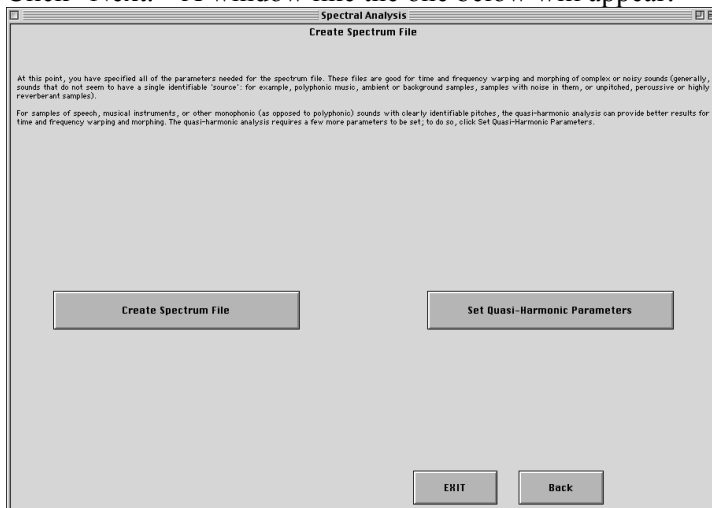 Click "Next." A window like the one below will appear:
Spectral Analysis
Create Spectrum File
At this point, you have specified all of the parameters needed for the spectrum file. These files are good for time and frequency warping and morphing of complex or noisy sounds (generally,
sounds that do not seem to have a single identifiable 'source': for example, polyphonic music, ambient or background samples, samples with noise in them, or unpitched, percussive or highly
reverberant samples).
For samples of speech, musical instruments, or other monophonic (as opposed to polyphonic) sounds with clearly identifiable pitches, the quasi-harmonic analysis can provide better results for
time and frequency warping and morphing. The quasi-harmonic analysis requires a few more parameters to be set; to do so, click Set Quasi-Harmonic Parameters.
Create Spectrum File
Set Quasi-Harmonic Parameters
EXIT
Back